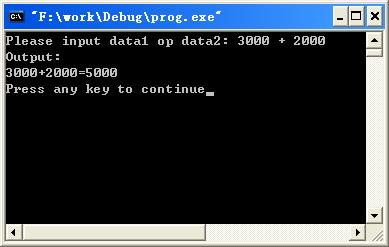 "F:\work\Debug\prog.exe"
Please input data1 op data2: 3000 + 2000
Output:
3000+2000=5000
Press any key to continue